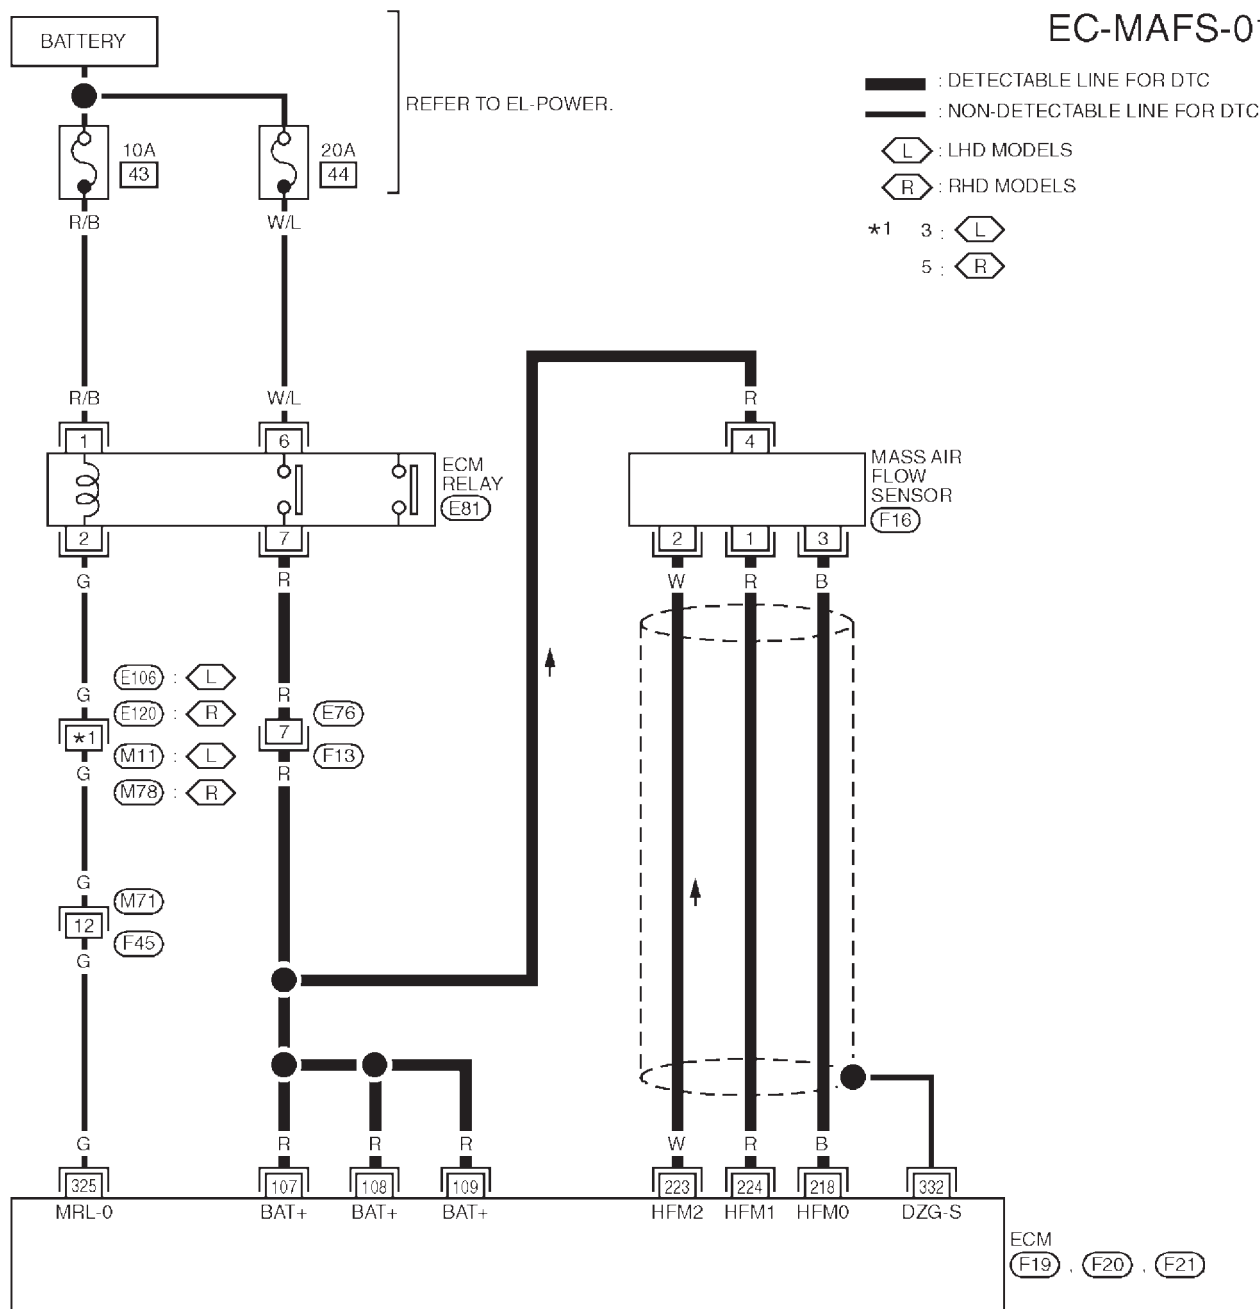 EC-MAFS-01
BATTERY
REFER TO EL-POWER.
: DETECTABLE LINE FOR DTC
: NON-DETECTABLE LINE FOR DTC
L : LHD MODELS
R : RHD MODELS
*1 3 : L
5 : R
10A
43
20A
44
R/B
W/L
R/B
W/L
R
1
6
4
ECM
RELAY
E81
MASS AIR
FLOW
SENSOR
F16
2
7
2
1
3
G
R
W
R
B
E106 : L
E120 : R
M11 : L
M78 : R
G
*1
G
R
7
R
E76
F13
G
12
G
M71
F45
G
R
R
R
W
R
B
325
107
108
109
223
224
218
332
MRL-0
BAT+
BAT+
BAT+
HFM2
HFM1
HFM0
DZG-S
ECM
F19 , F20 , F21